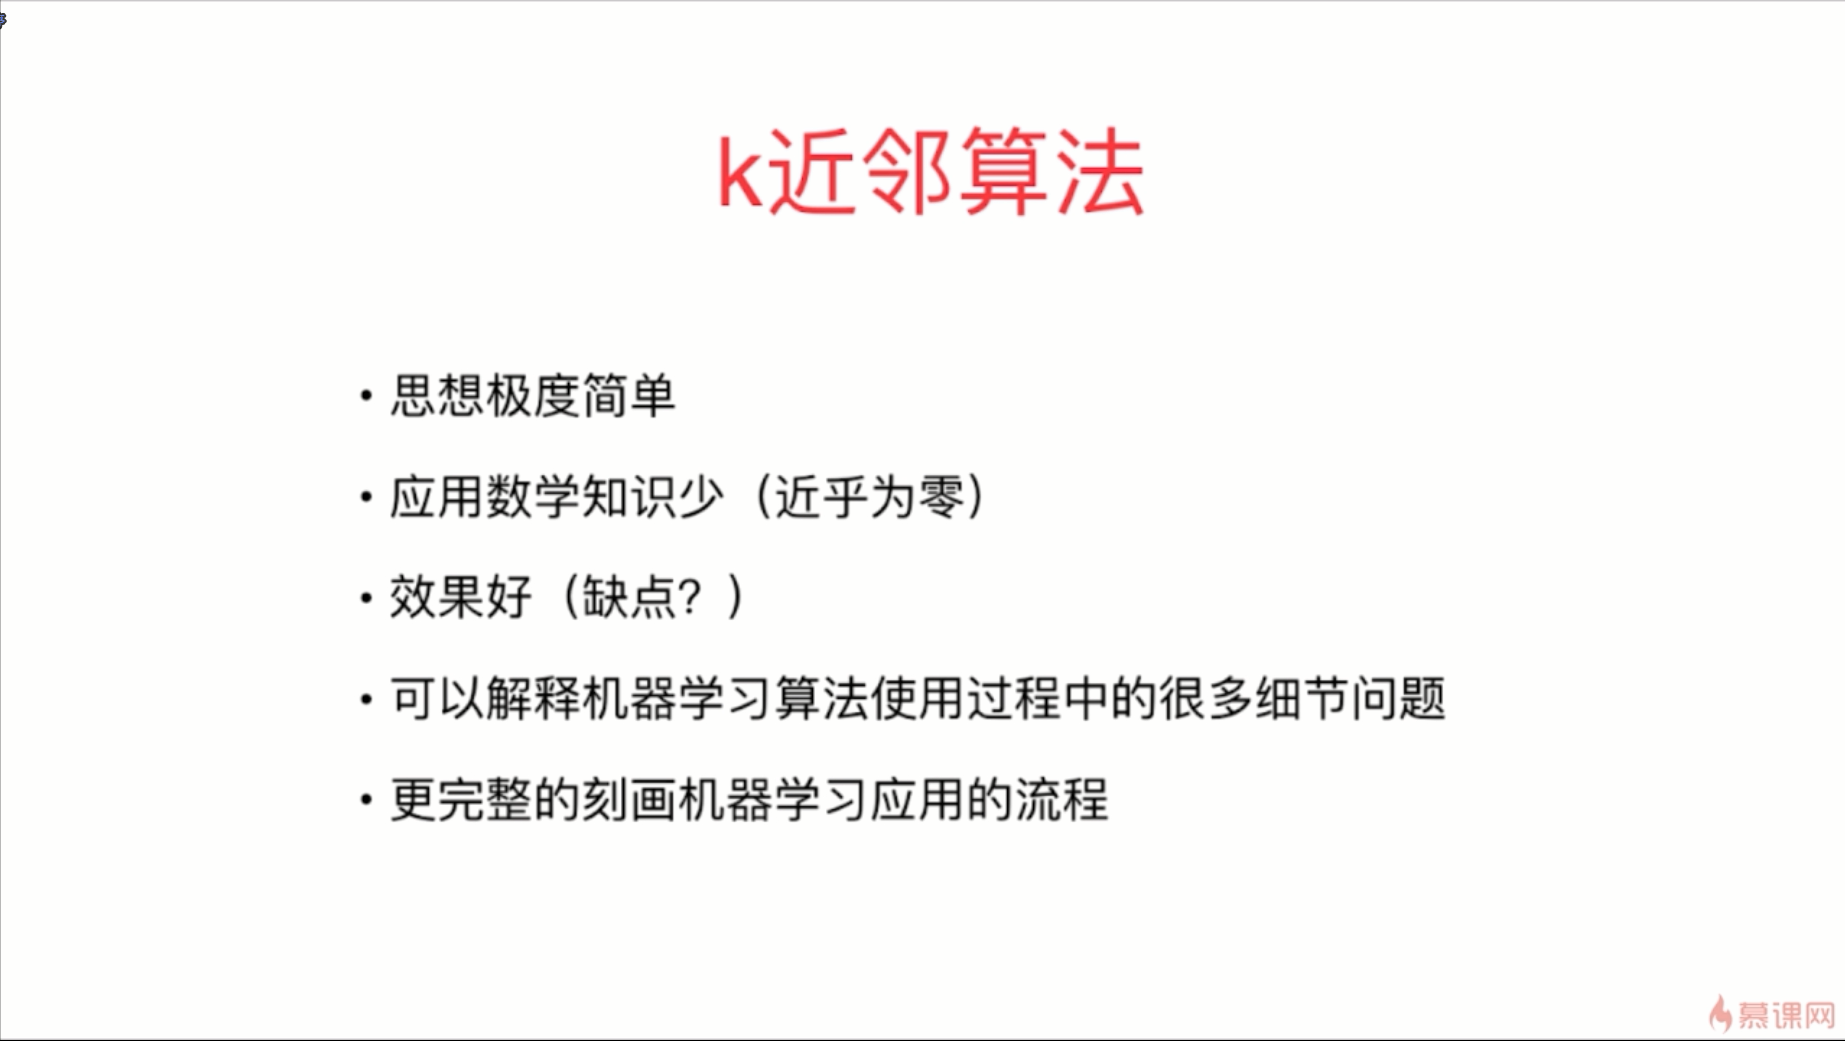 k近邻算法
• 思想极度简单
• 应用数学知识少（近乎为零）
• 效果好（缺点？）
• 可以解释机器学习算法使用过程中的很多细节问题
• 更完整的刻画机器学习应用的流程
慕课网